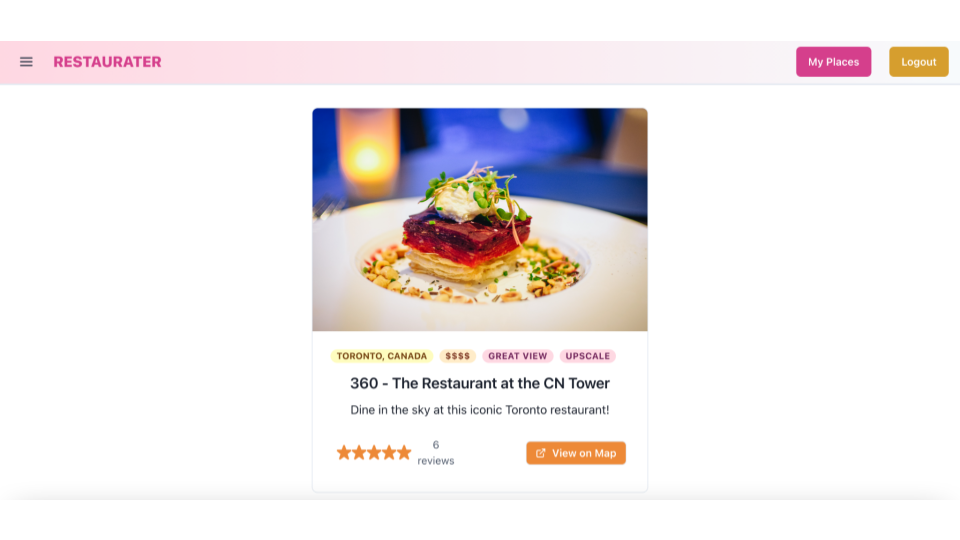 RESTAURATER
My Places
Logout
TORONTO, CANADA $$$$ GREAT VIEW UPSCALE
360 - The Restaurant at the CN Tower
Dine in the sky at this iconic Toronto restaurant!
6
reviews
View on Map